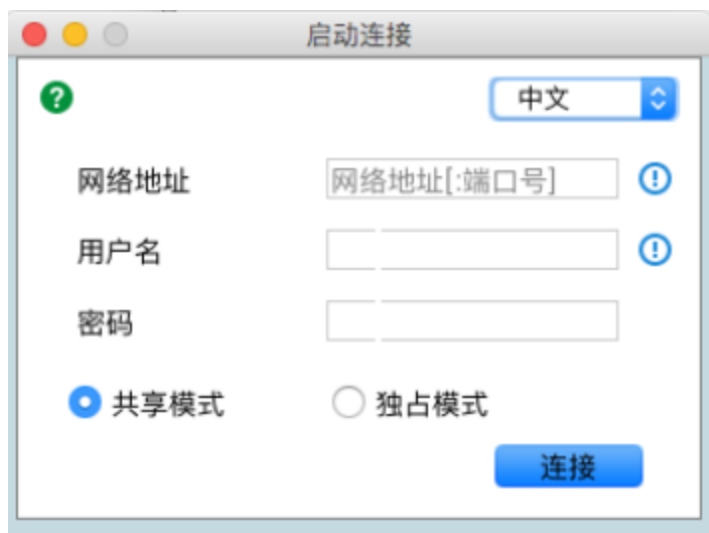 启动连接
?
中文
网络地址 网络地址[:端口号] !
用户名 !
密码
共享模式 独占模式
连接